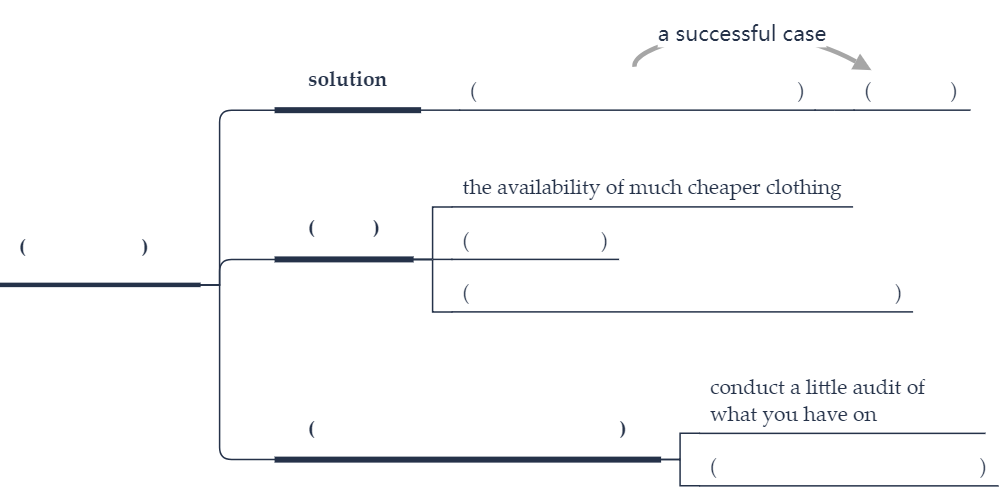 a successful case
solution
( ) ( )
the availability of much cheaper clothing
( )
( )
( )
( )
conduct a little audit of
what you have on
( )
( )